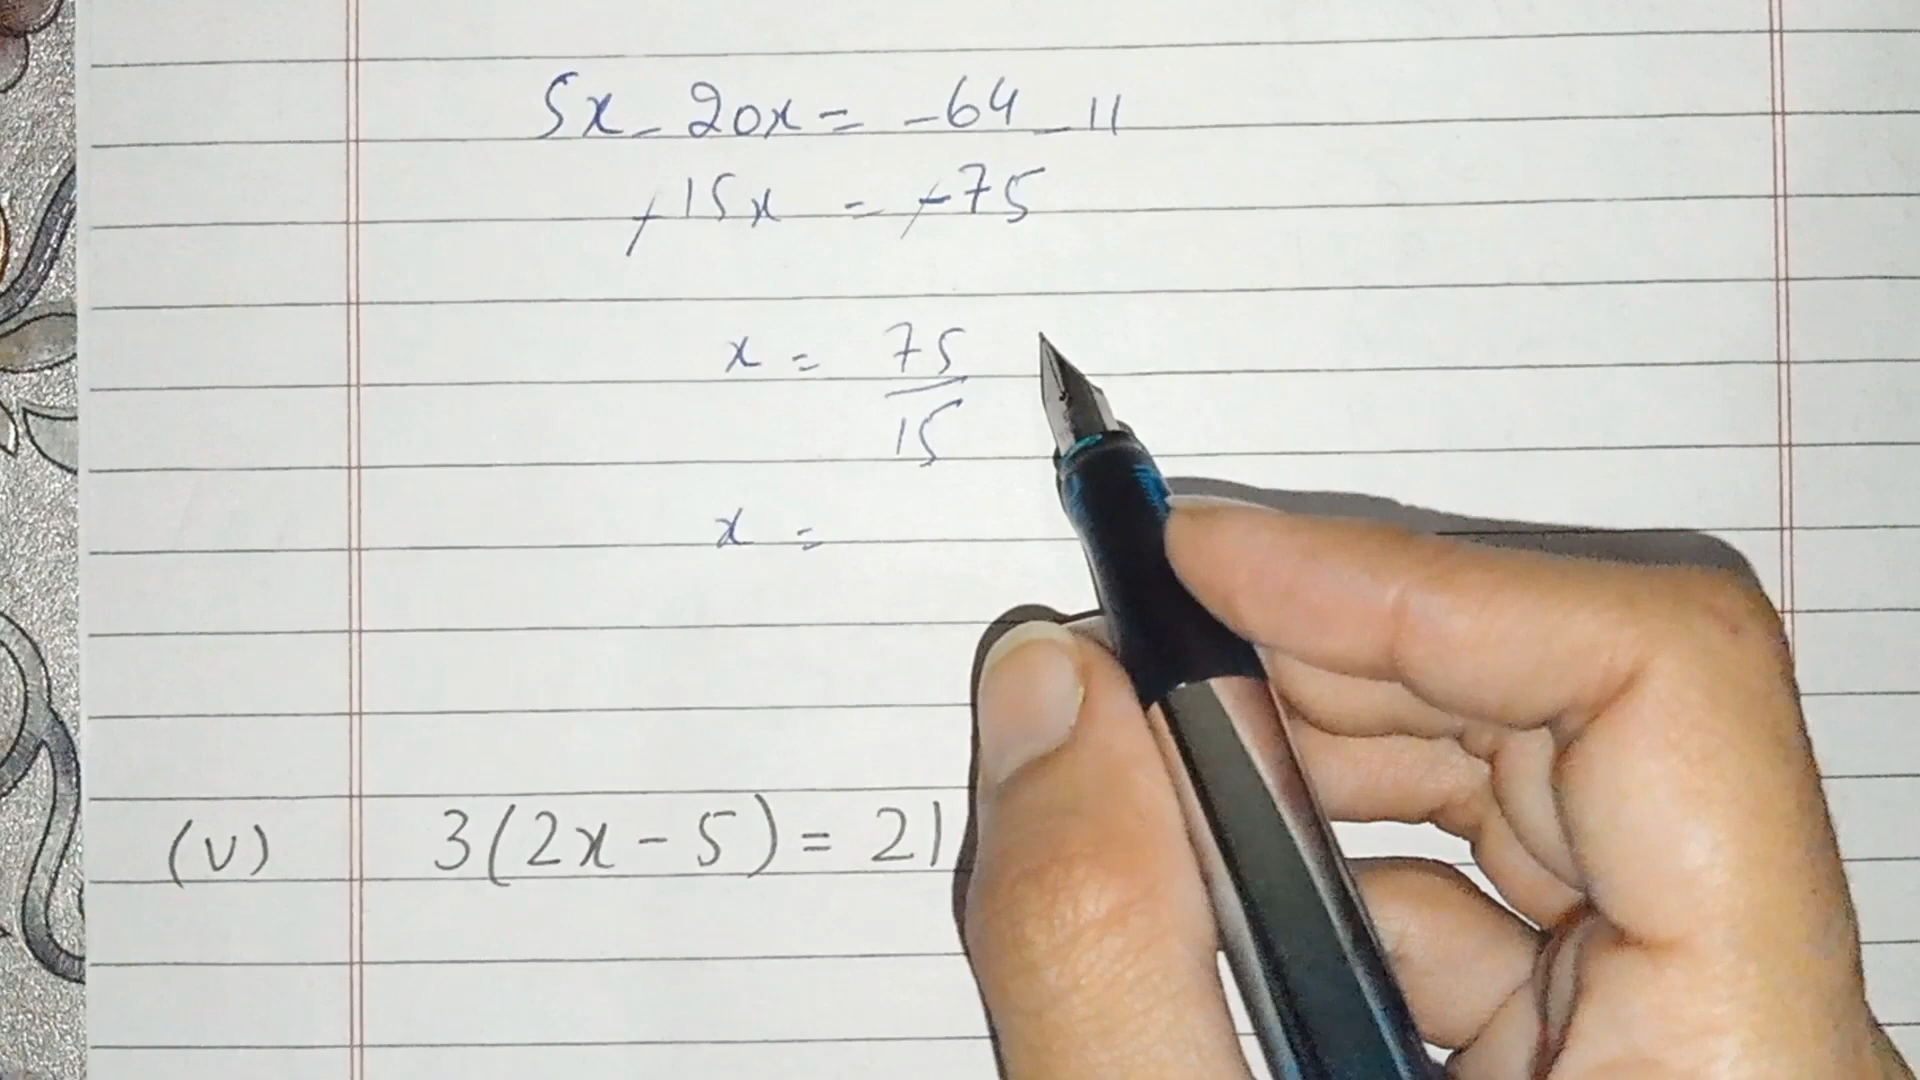 5x - 20x = -64 - 11
-15x = -75
x = 75/15
x =
(V) 3(2x - 5) = 21